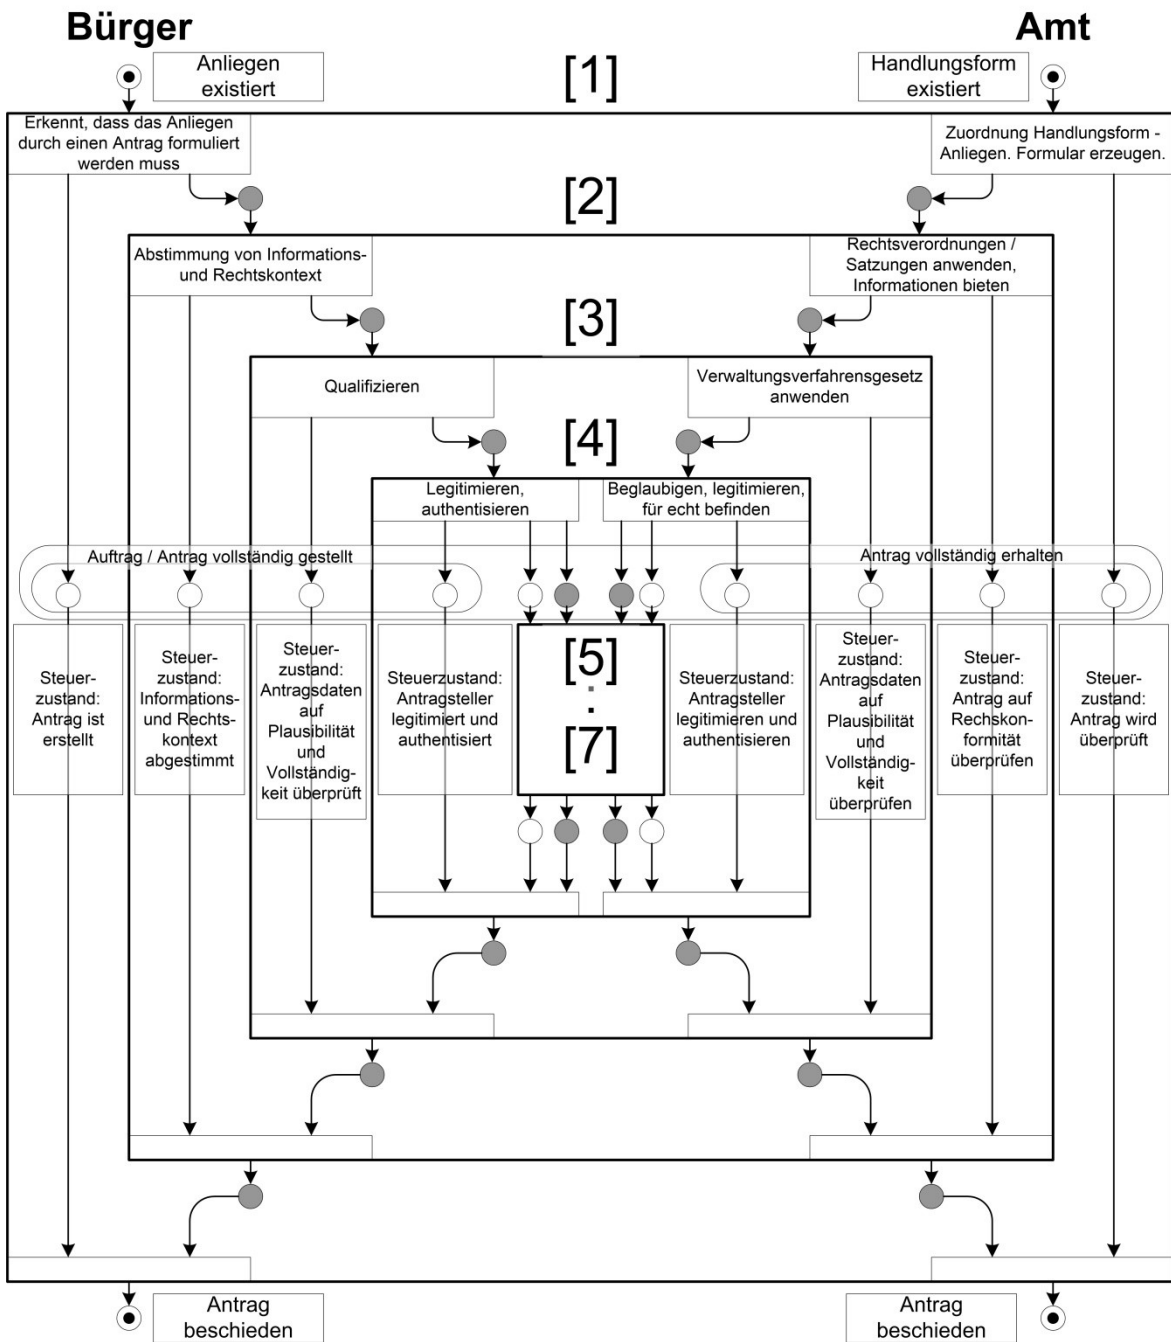 Bürger
Amt
Anliegen
existiert
[1]
Handlungsform
existiert
Erkennt, dass das Anliegen
durch einen Antrag formuliert
werden muss
Zuordnung Handlungsform -
Anliegen. Formular erzeugen.
[2]
Abstimmung von Informations-
und Rechtskontext
Rechtsverordnungen /
Satzungen anwenden,
Informationen bieten
[3]
Qualifizieren
Verwaltungsverfahrensgesetz
anwenden
[4]
Legitimieren,
authentisieren
Beglaubigen, legitimieren,
für echt befinden
Auftrag / Antrag vollständig gestellt
Antrag vollständig erhalten
Steuer-
zustand:
Antrag ist
erstellt
Steuer-
zustand:
Informations-
und Rechts-
kontext
abgestimmt
Steuer-
zustand:
Antragsdaten
auf
Plausibilität
und
Vollständig-
keit überprüft
Steuerzustand:
Antragsteller
legitimiert und
authentisiert
[5]
:
[7]
Steuerzustand:
Antragsteller
legitimieren und
authentisieren
Steuer-
zustand:
Antragsdaten
auf
Plausibilität
und
Vollständig-
keit
überprüfen
Steuer-
zustand:
Antrag auf
Rechskon-
formität
überprüfen
Steuer-
zustand:
Antrag wird
überprüft
Antrag
beschieden
Antrag
beschieden